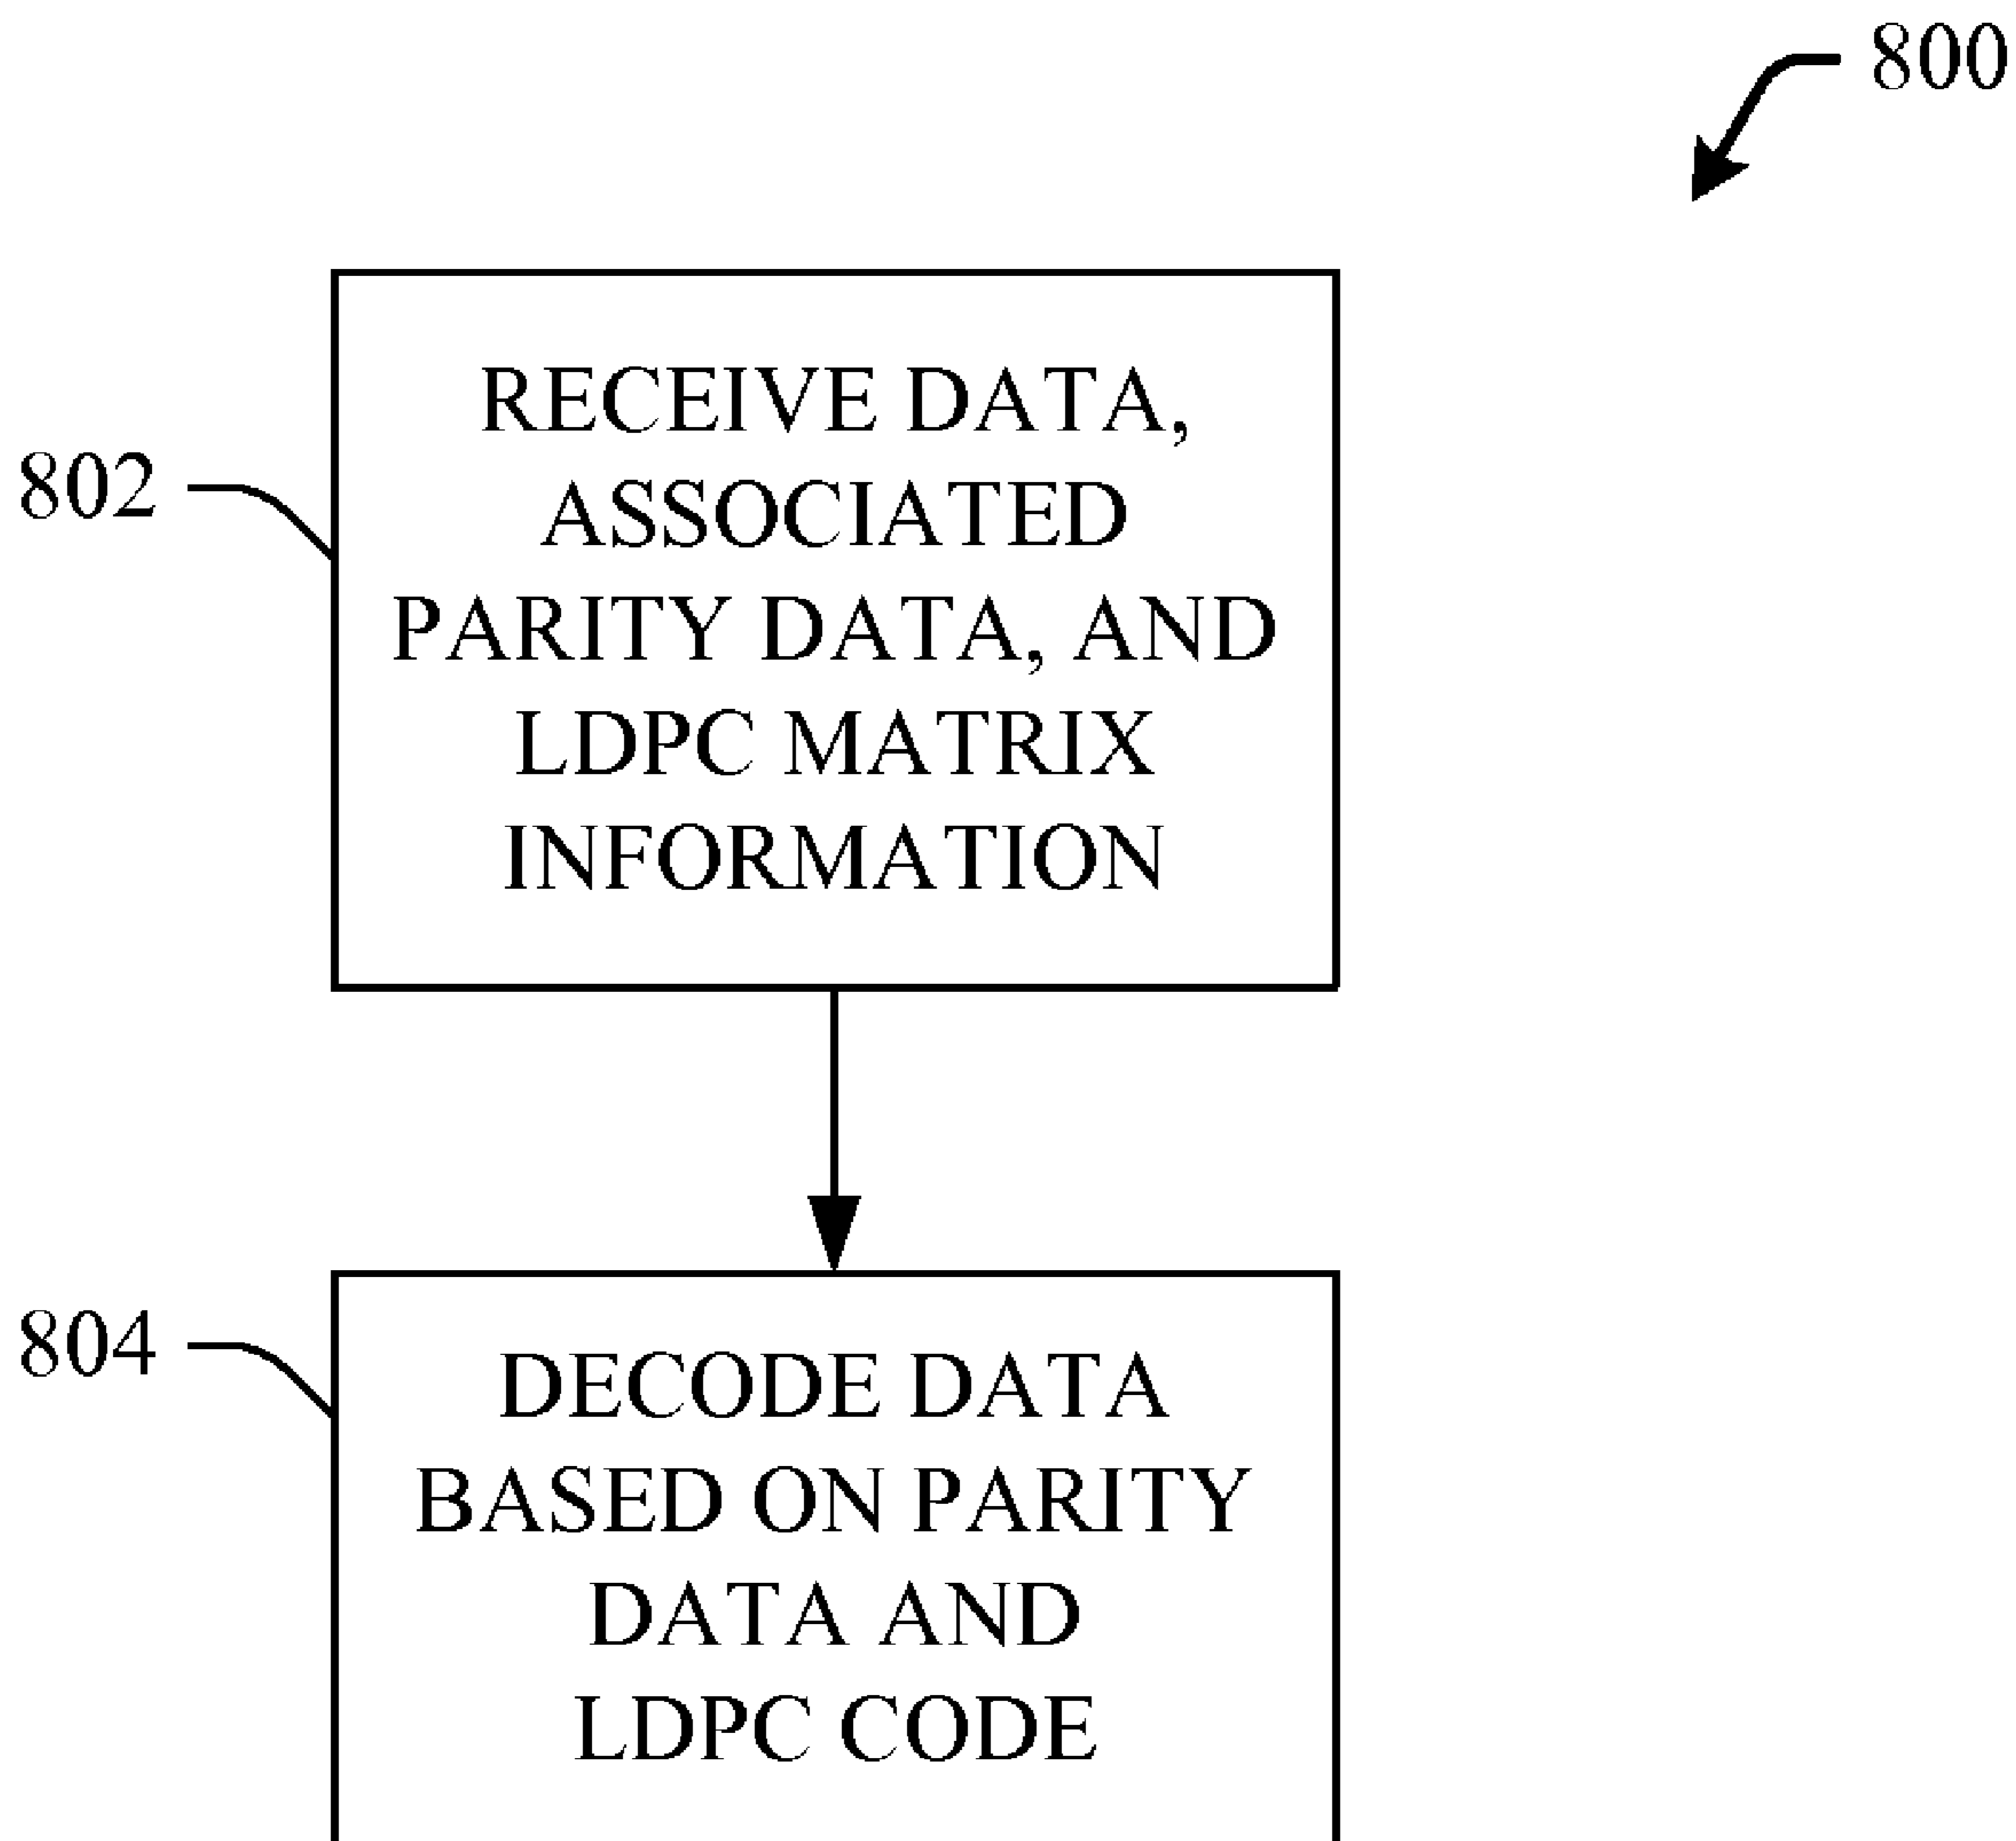 800
802
RECEIVE DATA,
ASSOCIATED
PARITY DATA, AND
LDPC MATRIX
INFORMATION
804
DECODE DATA
BASED ON PARITY
DATA AND
LDPC CODE